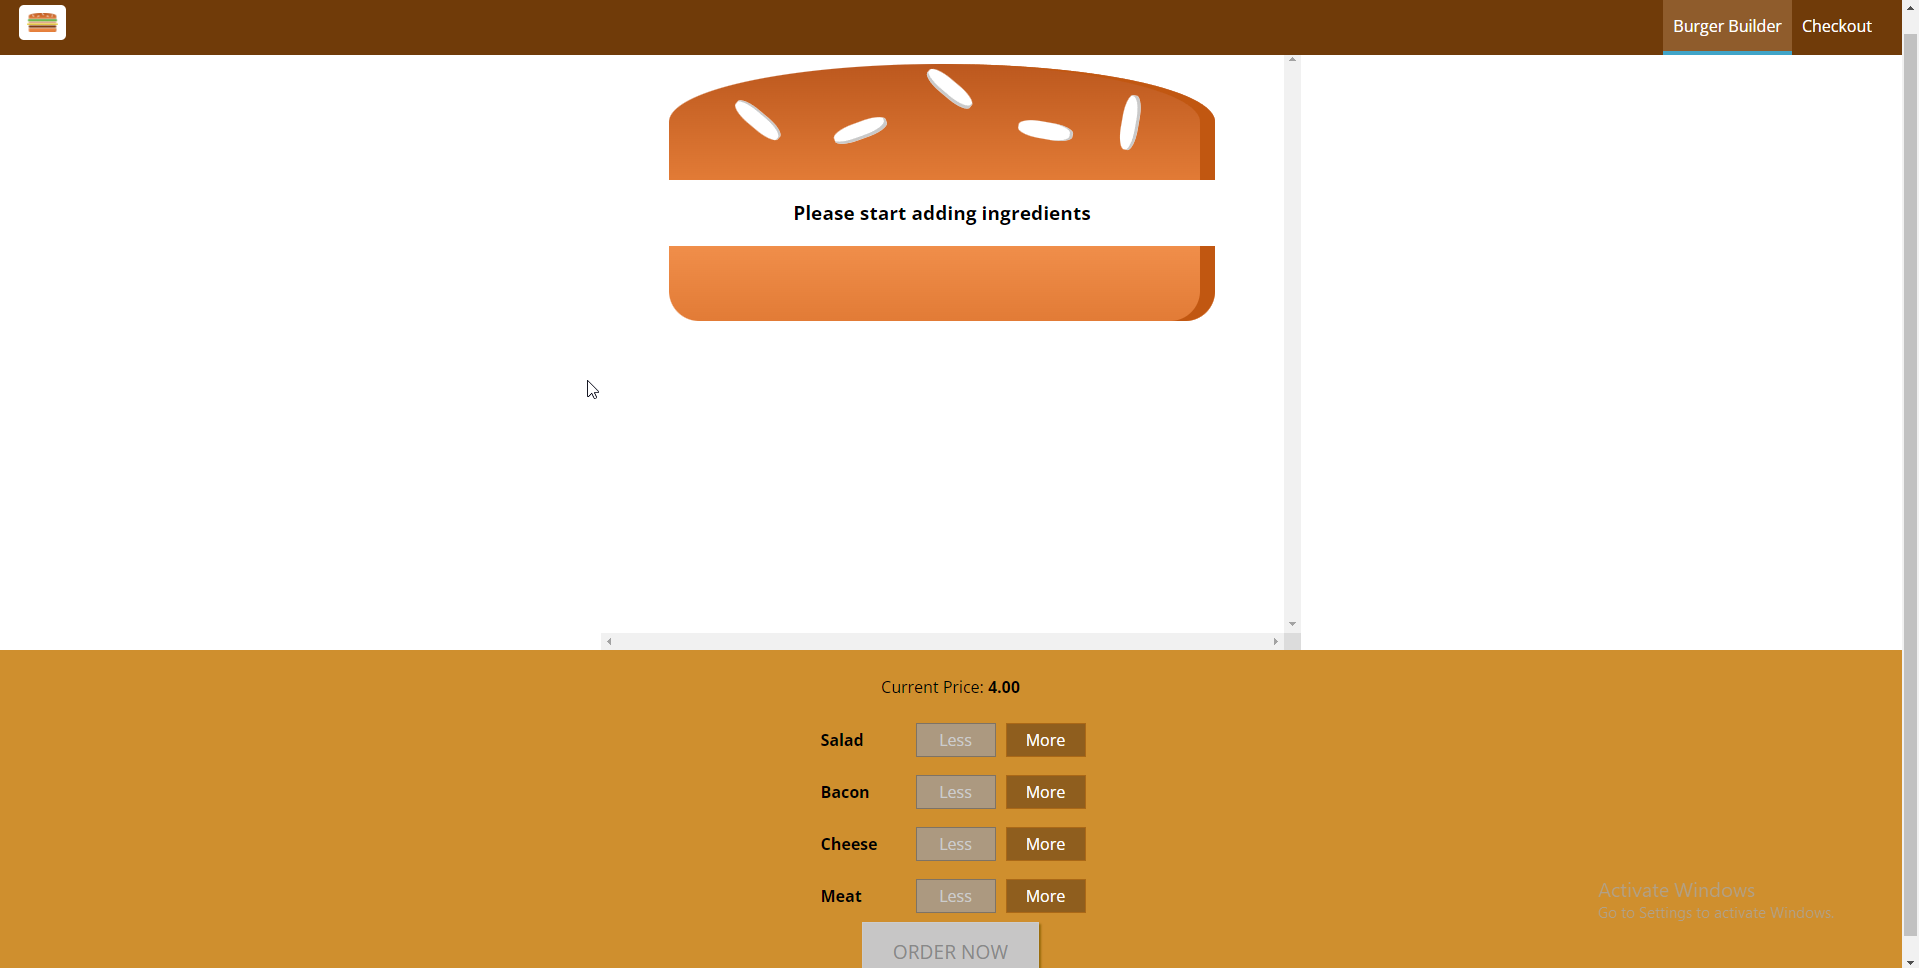 Burger Builder Checkout
Please start adding ingredients
Current Price: 4.00
Salad Less More
Bacon Less More
Cheese Less More
Meat Less More
ORDER NOW
Activate Windows
Go to Settings to activate Windows.